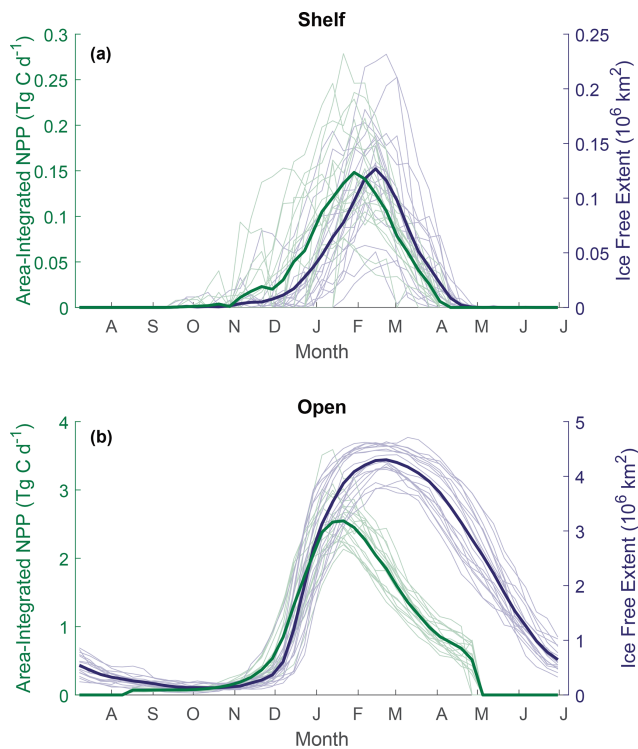 Shelf
(a)
Area-Integrated NPP (Tg C d⁻¹)
0.3
0.25
0.2
0.15
0.1
0.05
0
Ice Free Extent (10⁶ km²)
0.25
0.2
0.15
0.1
0.05
0
A S O N D J F M A M J J
Month
Open
(b)
Area-Integrated NPP (Tg C d⁻¹)
4
3
2
1
0
Ice Free Extent (10⁶ km²)
5
4
3
2
1
0
A S O N D J F M A M J J
Month